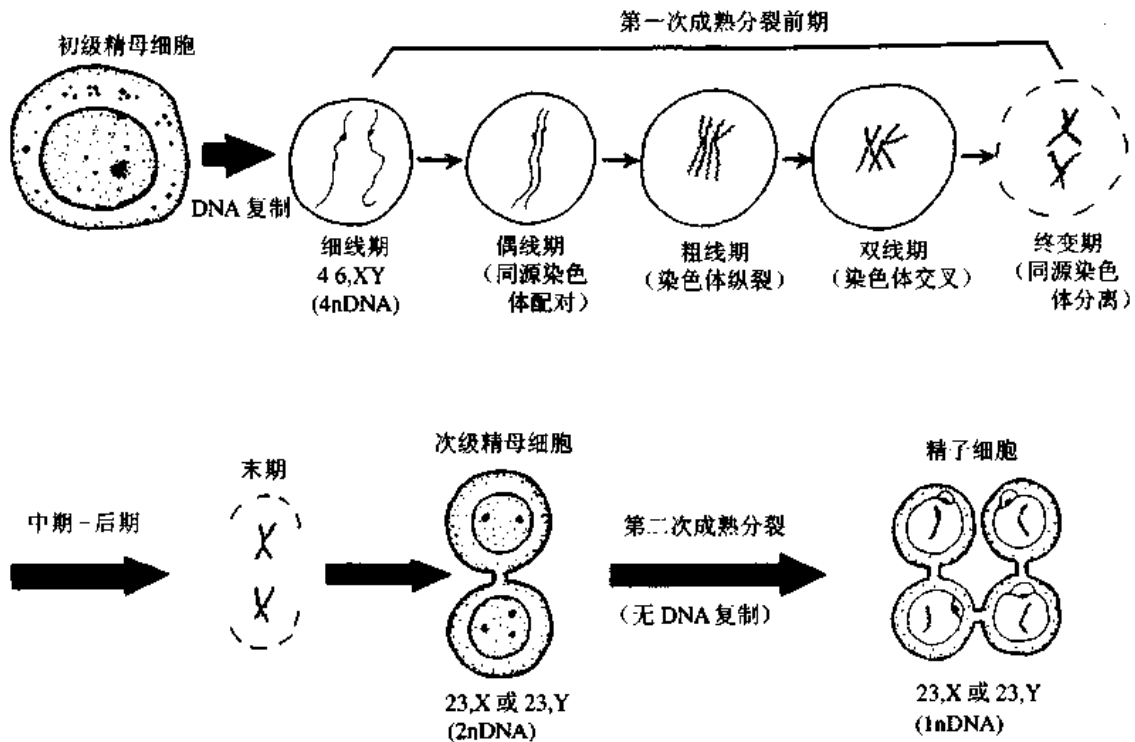 第一次成熟分裂前期
初级精母细胞
DNA 复制
细线期
4 6,XY
(4nDNA)
偶线期
（同源染色
体配对）
粗线期
（染色体纵裂）
双线期
（染色体交叉）
终变期
（同源染色
体分离）
中期－后期
末期
次级精母细胞
23,X 或 23,Y
(2nDNA)
第二次成熟分裂
（无 DNA 复制）
精子细胞
23,X 或 23,Y
(1nDNA)